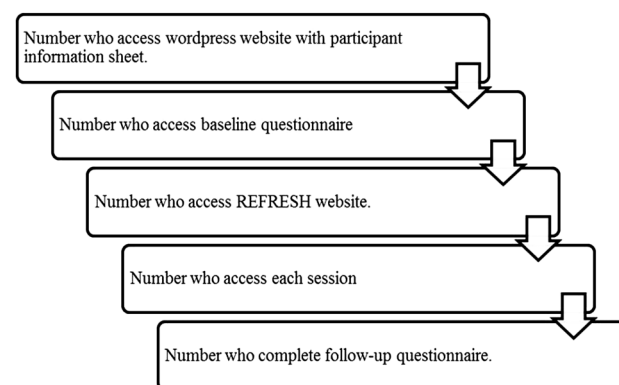 Number who access wordpress website with participant
information sheet.
Number who access baseline questionnaire
Number who access REFRESH website.
Number who access each session
Number who complete follow-up questionnaire.